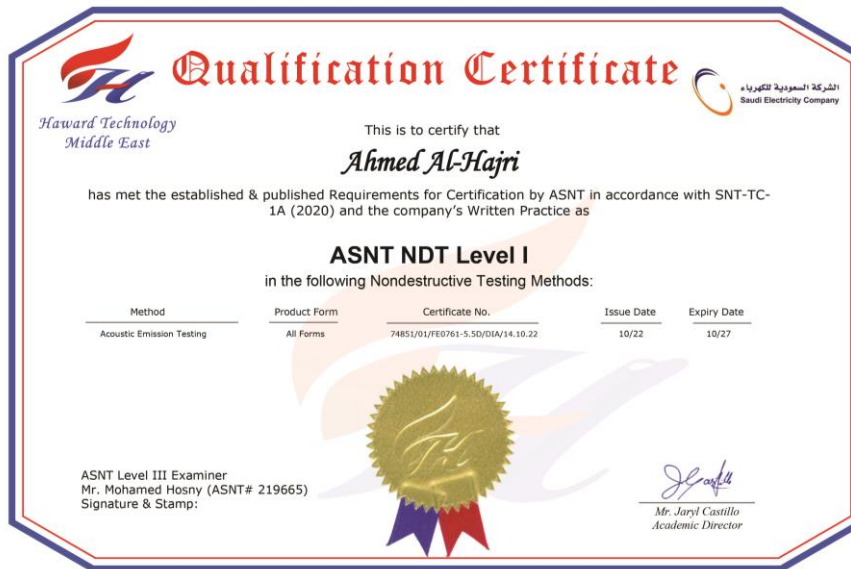 Qualification Certificate
Haward Technology
Middle East
الشركة السعودية للكهرباء
Saudi Electricity Company
This is to certify that
Ahmed Al-Hajri
has met the established & published Requirements for Certification by ASNT in accordance with SNT-TC-
1A (2020) and the company's Written Practice as
ASNT NDT Level I
in the following Nondestructive Testing Methods:
Method Product Form Certificate No. Issue Date Expiry Date
Acoustic Emission Testing All Forms 74851/01/FE0761-5.5D/DIA/14.10.22 10/22 10/27
ASNT Level III Examiner
Mr. Mohamed Hosny (ASNT# 219665)
Signature & Stamp:
Mr. Jaryl Castillo
Academic Director